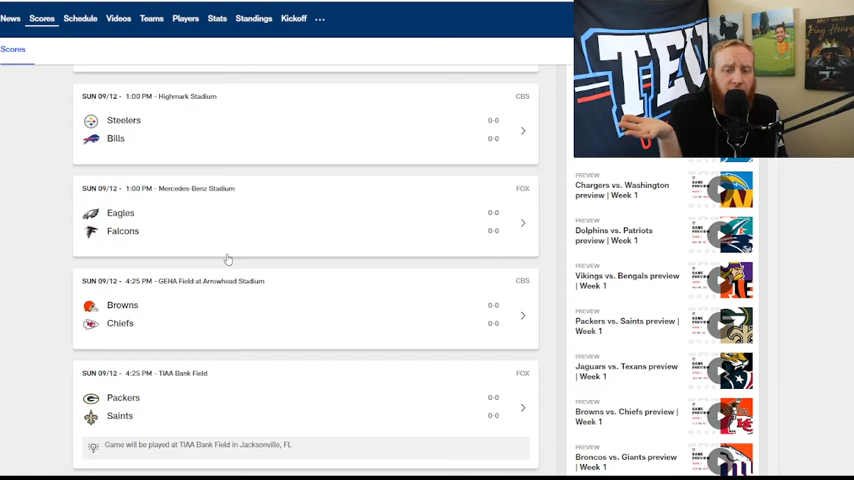 News Scores Schedule Videos Teams Players Stats Standings Kickoff ...
Scores
SUN 09/12 - 1:00 PM - Highmark Stadium CBS
Steelers 0-0
Bills 0-0
SUN 09/12 - 1:00 PM - Mercedes-Benz Stadium FOX
Eagles 0-0
Falcons 0-0
SUN 09/12 - 4:25 PM - GEHA Field at Arrowhead Stadium CBS
Browns 0-0
Chiefs 0-0
SUN 09/12 - 4:25 PM - TIAA Bank Field FOX
Packers 0-0
Saints 0-0
Game will be played at TIAA Bank Field in Jacksonville, FL
King Henry
PREVIEW
Chargers vs. Washington
preview | Week 1
PREVIEW
Dolphins vs. Patriots
preview | Week 1
PREVIEW
Vikings vs. Bengals preview
| Week 1
PREVIEW
Packers vs. Saints preview |
Week 1
PREVIEW
Jaguars vs. Texans preview
| Week 1
PREVIEW
Browns vs. Chiefs preview |
Week 1
PREVIEW
Broncos vs. Giants preview
| Week 1